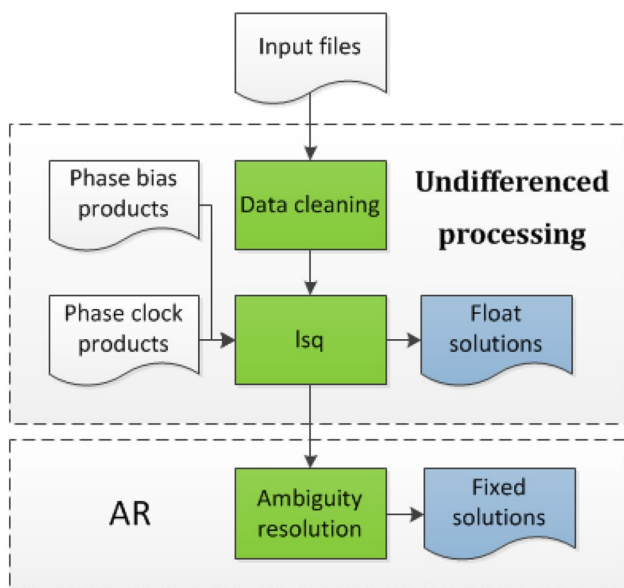 Input files
Phase bias
products
Data cleaning
Undifferenced
processing
Phase clock
products
lsq
Float
solutions
AR
Ambiguity
resolution
Fixed
solutions